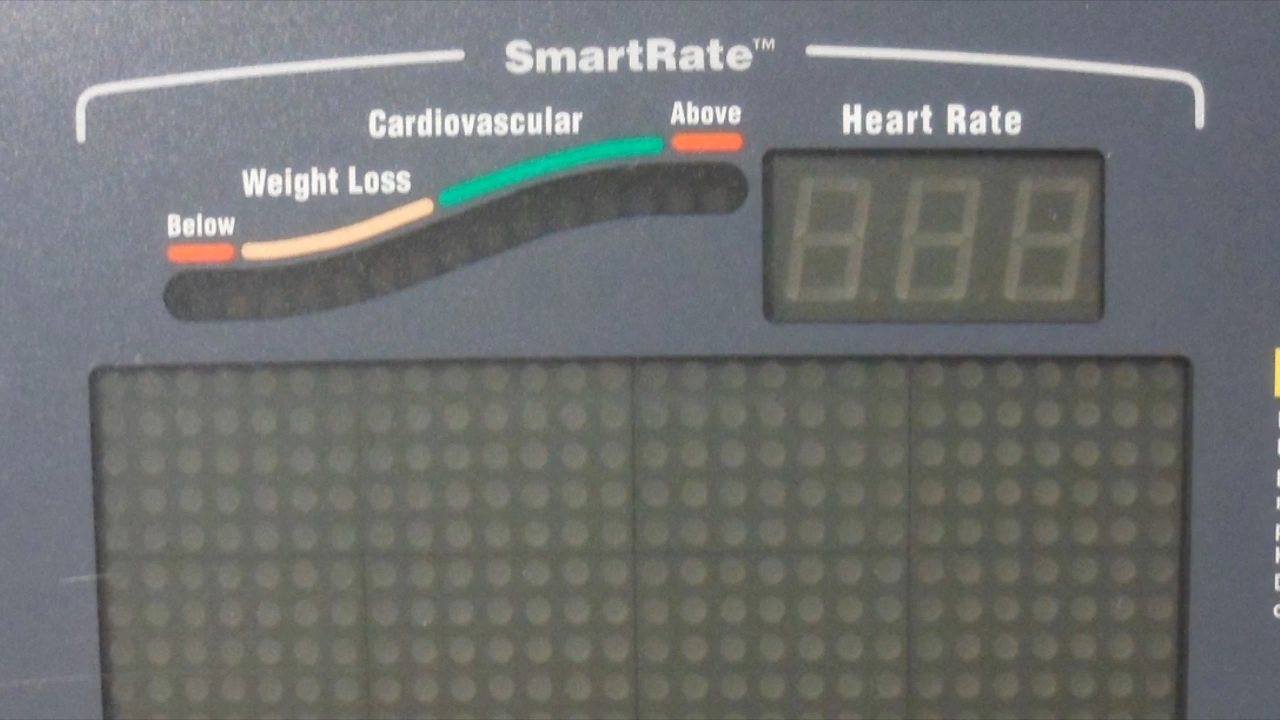 SmartRate™
Cardiovascular
Above
Heart Rate
Weight Loss
Below